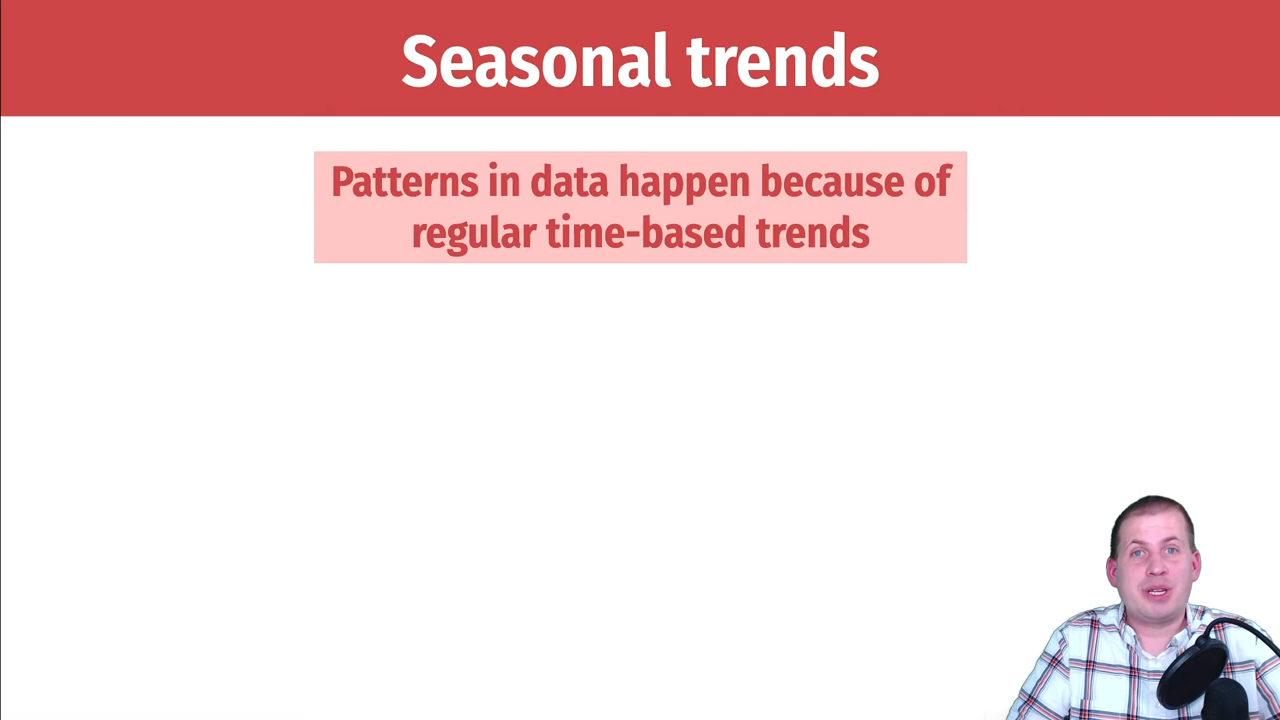 Seasonal trends
Patterns in data happen because of
regular time-based trends